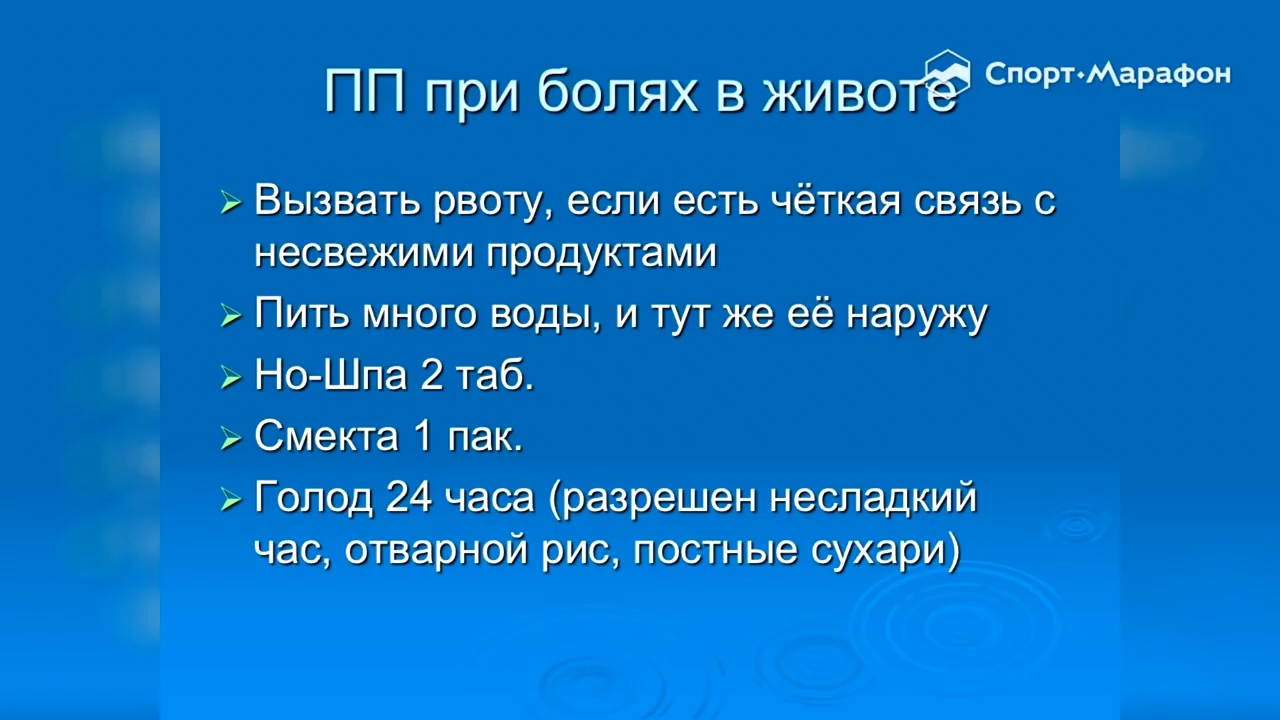 ПП при болях в животе
Спорт-Марафон
Вызвать рвоту, если есть чёткая связь с
несвежими продуктами
Пить много воды, и тут же её наружу
Но-Шпа 2 таб.
Смекта 1 пак.
Голод 24 часа (разрешен несладкий
час, отварной рис, постные сухари)